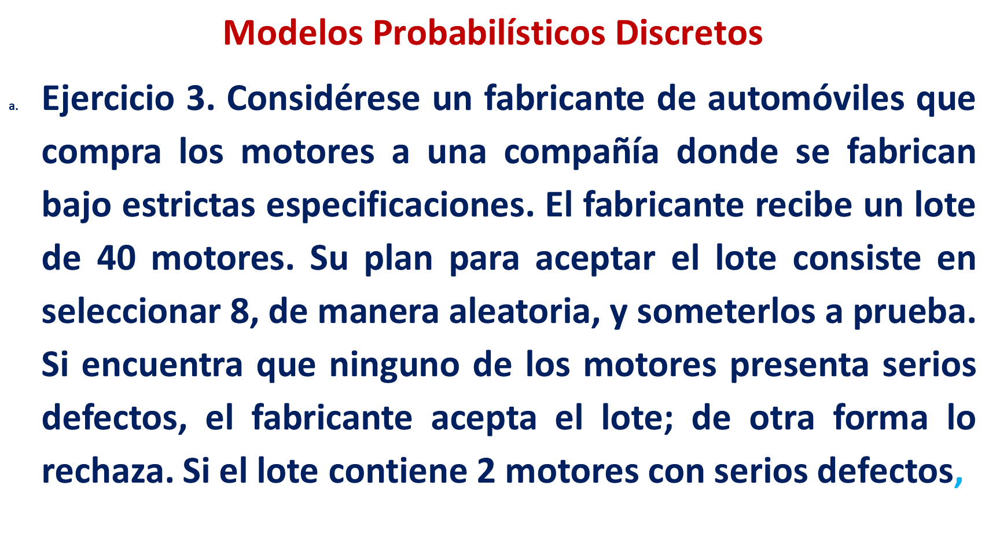 Modelos Probabilísticos Discretos
a. Ejercicio 3. Considérese un fabricante de automóviles que
compra los motores a una compañía donde se fabrican
bajo estrictas especificaciones. El fabricante recibe un lote
de 40 motores. Su plan para aceptar el lote consiste en
seleccionar 8, de manera aleatoria, y someterlos a prueba.
Si encuentra que ninguno de los motores presenta serios
defectos, el fabricante acepta el lote; de otra forma lo
rechaza. Si el lote contiene 2 motores con serios defectos,